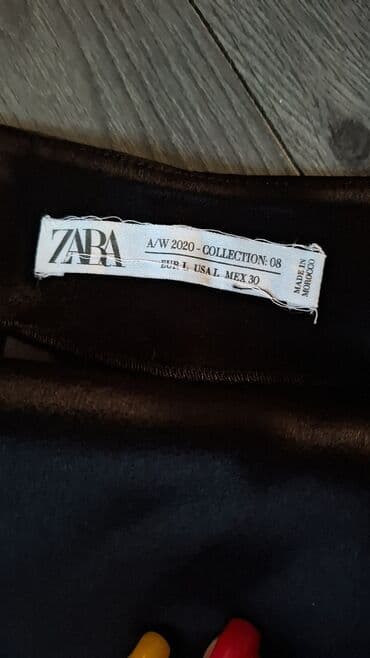 ZARA
A/W 2020 - COLLECTION: 08
EUR L USA L MEX 30
MADE IN
MOROCCO